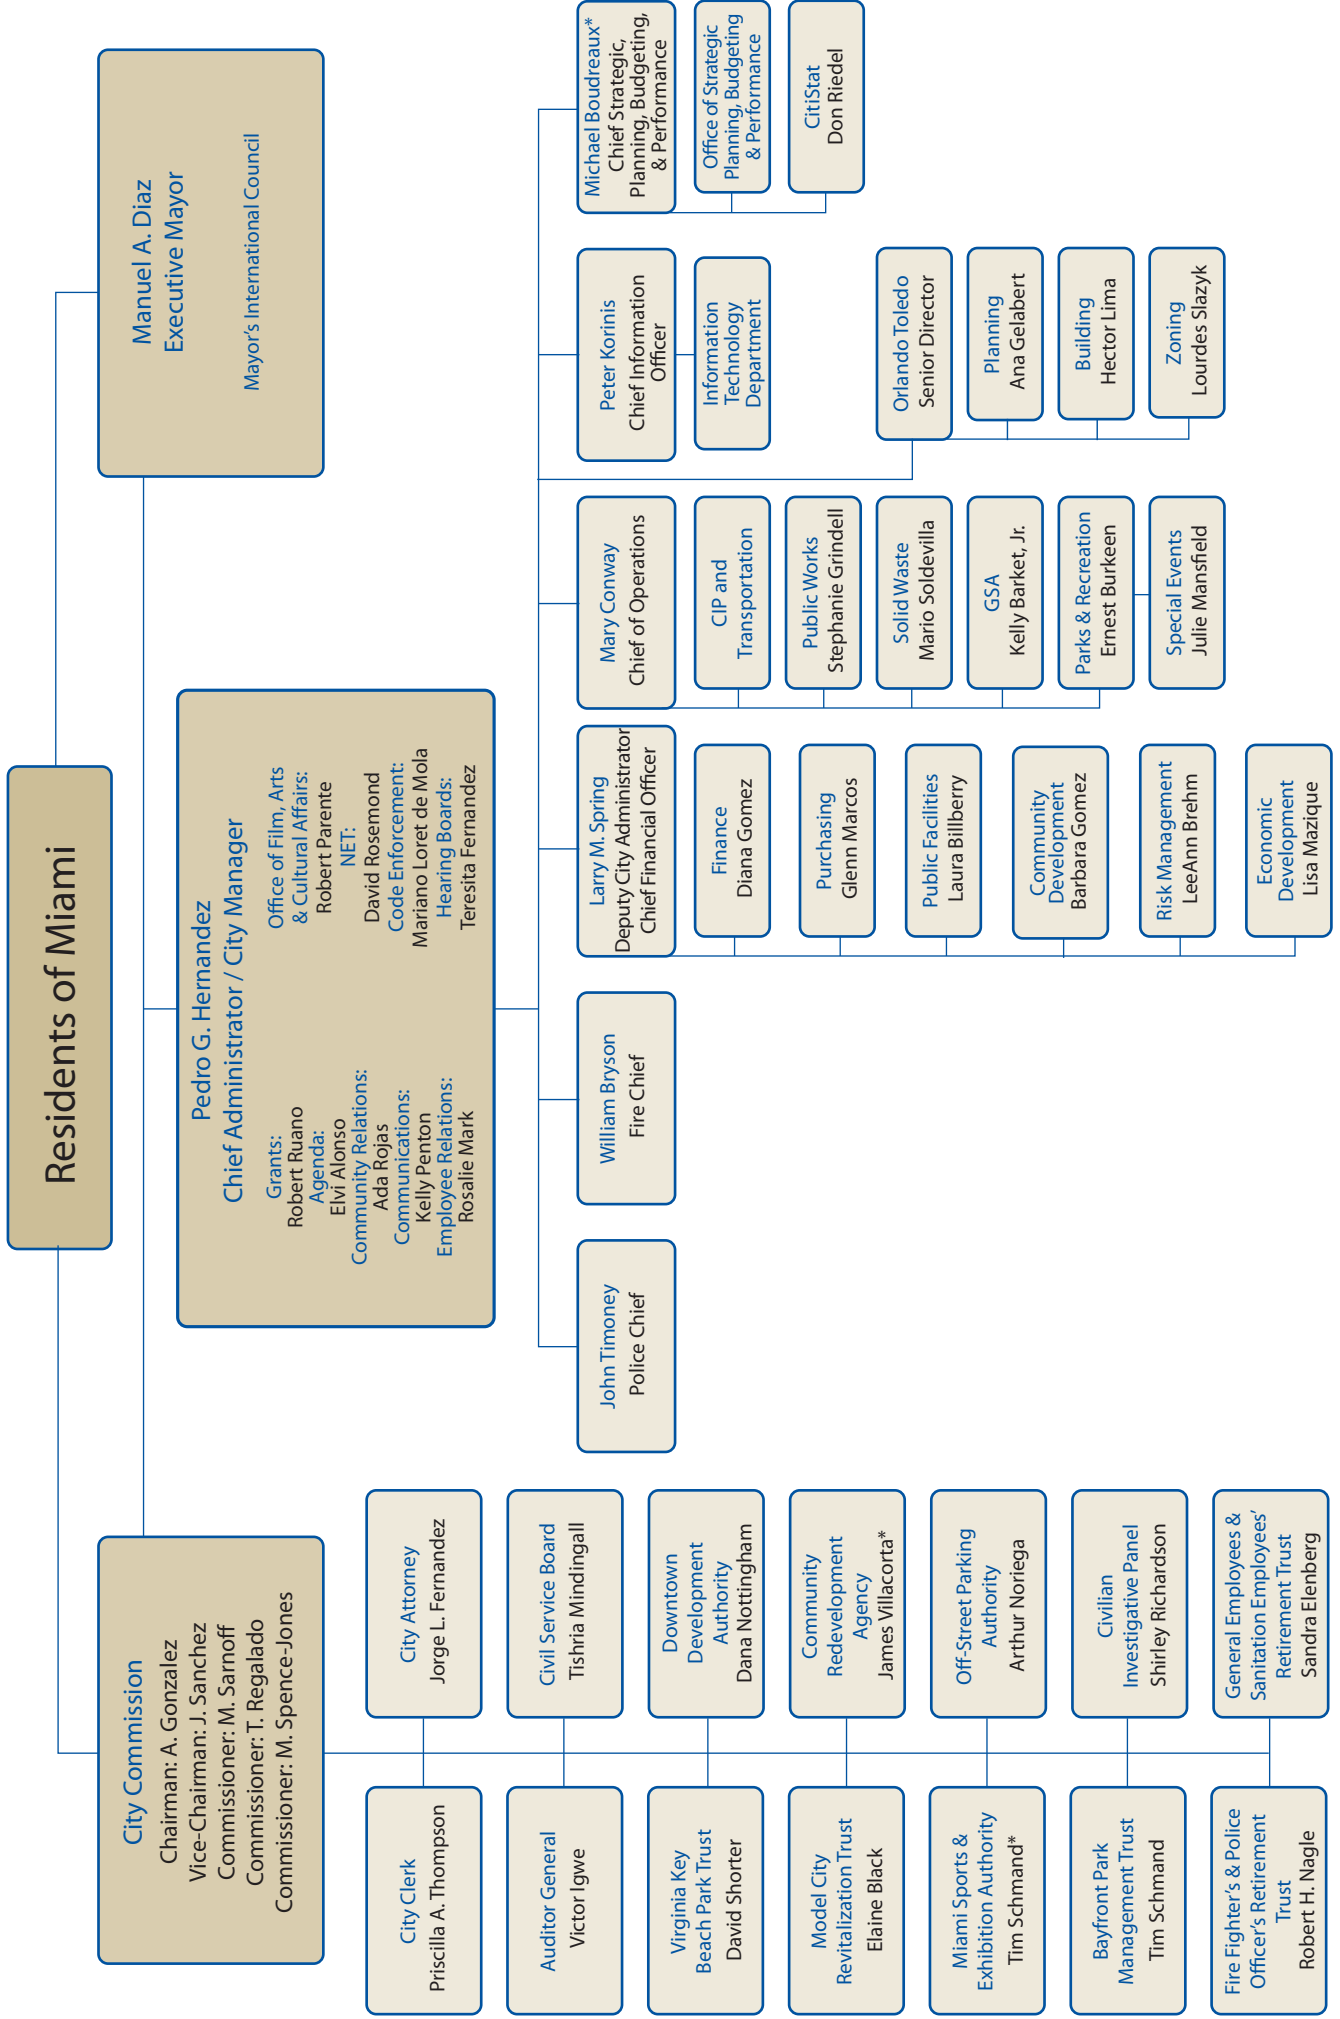 Residents of Miami
City Commission
Chairman: A. Gonzalez
Vice-Chairman: J. Sanchez
Commissioner: M. Sarnoff
Commissioner: T. Regalado
Commissioner: M. Spence-Jones
Manuel A. Diaz
Executive Mayor
Mayor’s International Council
Pedro G. Hernandez
Chief Administrator / City Manager
Grants:
Robert Ruano
Agenda:
Elvi Alonso
Community Relations:
Ada Rojas
Communications:
Kelly Penton
Employee Relations:
Rosalie Mark
Office of Film, Arts
& Cultural Affairs:
Robert Parente
NET:
David Rosemond
Code Enforcement:
Mariano Loret de Mola
Hearing Boards:
Teresita Fernandez
City Clerk
Priscilla A. Thompson
City Attorney
Jorge L. Fernandez
Auditor General
Victor Igwe
Civil Service Board
Tishria Mindingall
Virginia Key
Beach Park Trust
David Shorter
Downtown
Development
Authority
Dana Nottingham
Model City
Revitalization Trust
Elaine Black
Community
Redevelopment
Agency
James Villacorta*
Miami Sports &
Exhibition Authority
Tim Schmand*
Off-Street Parking
Authority
Arthur Noriega
Bayfront Park
Management Trust
Tim Schmand
Civilian
Investigative Panel
Shirley Richardson
Fire Fighter’s & Police
Officer’s Retirement
Trust
Robert H. Nagle
General Employees &
Sanitation Employees’
Retirement Trust
Sandra Elenberg
John Timoney
Police Chief
William Bryson
Fire Chief
Larry M. Spring
Deputy City Administrator
Chief Financial Officer
Finance
Diana Gomez
Purchasing
Glenn Marcos
Public Facilities
Laura Billberry
Community
Development
Barbara Gomez
Risk Management
LeeAnn Brehm
Economic
Development
Lisa Mazique
Mary Conway
Chief of Operations
CIP and
Transportation
Public Works
Stephanie Grindell
Solid Waste
Mario Soldevilla
GSA
Kelly Barket, Jr.
Parks & Recreation
Ernest Burkeen
Special Events
Julie Mansfield
Peter Korinis
Chief Information
Officer
Information
Technology
Department
Orlando Toledo
Senior Director
Planning
Ana Gelabert
Building
Hector Lima
Zoning
Lourdes Slazyk
Michael Boudreaux*
Chief Strategic,
Planning, Budgeting,
& Performance
Office of Strategic
Planning, Budgeting
& Performance
CitiStat
Don Riedel